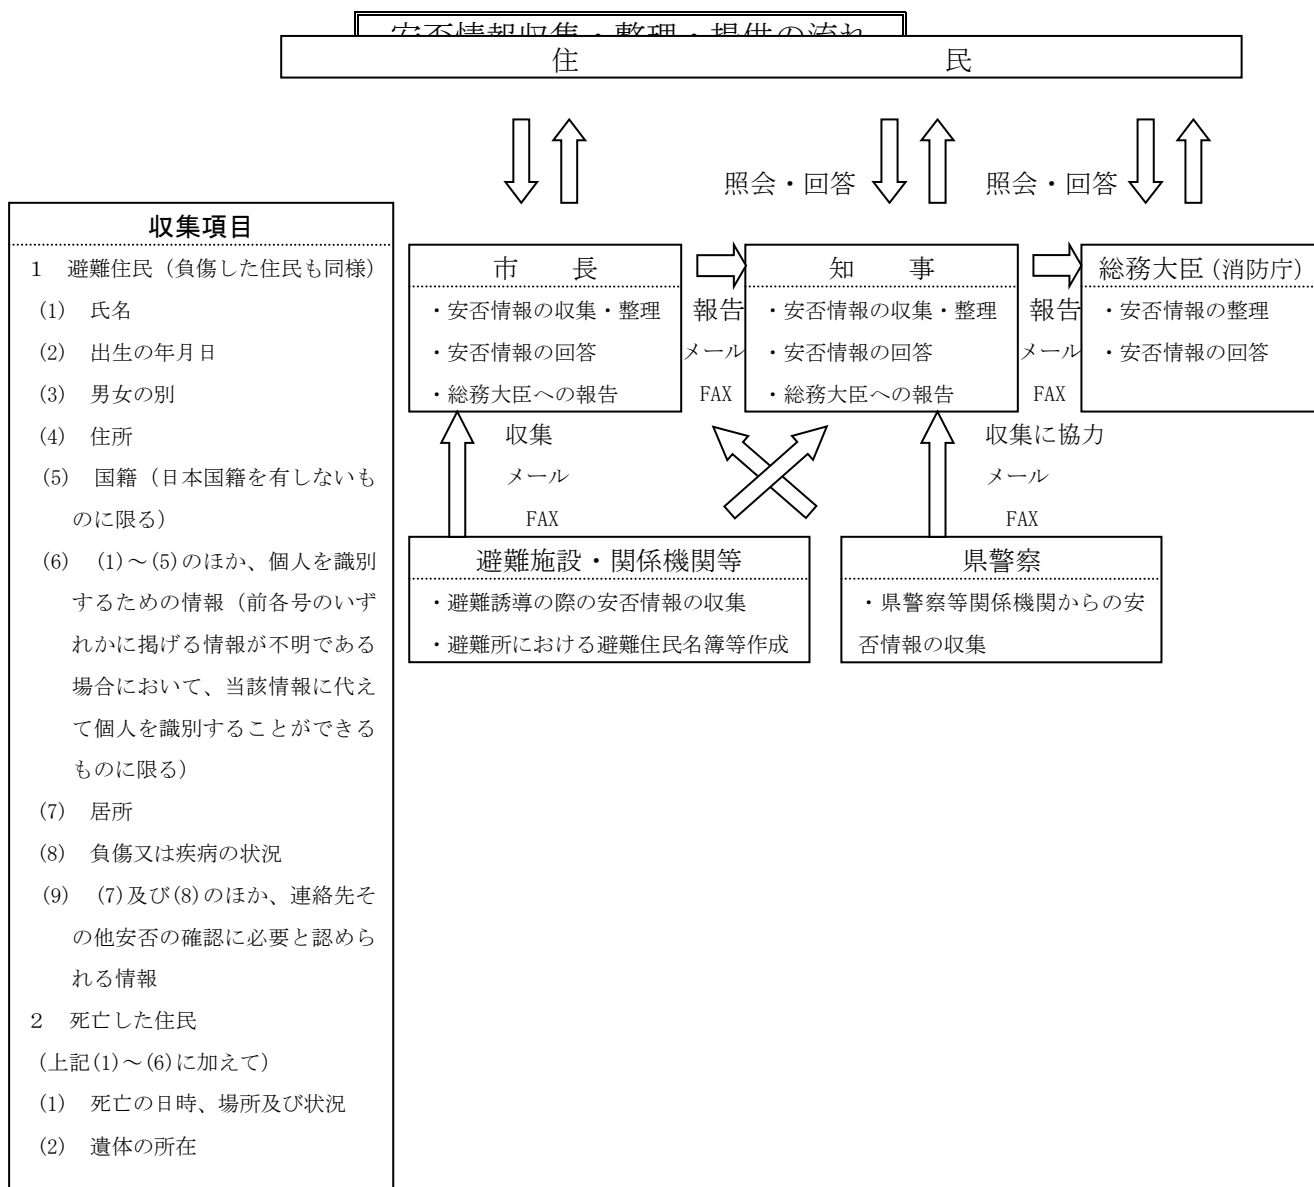 安否情報収集・整理・提供の流れ
住　　　　　民
照会・回答
照会・回答
収集項目
1　避難住民（負傷した住民も同様）
(1)　氏名
(2)　出生の年月日
(3)　男女の別
(4)　住所
(5)　国籍（日本国籍を有しないも
のに限る）
(6)　(1)～(5)のほか、個人を識別
するための情報（前各号のいず
れかに掲げる情報が不明である
場合において、当該情報に代え
て個人を識別することができる
ものに限る）
(7)　居所
(8)　負傷又は疾病の状況
(9)　(7)及び(8)のほか、連絡先そ
の他安否の確認に必要と認めら
れる情報
2　死亡した住民
(上記(1)～(6)に加えて)
(1)　死亡の日時、場所及び状況
(2)　遺体の所在
市　　長
・安否情報の収集・整理
・安否情報の回答
・総務大臣への報告
報告
メール
FAX
知　　事
・安否情報の収集・整理
・安否情報の回答
・総務大臣への報告
報告
メール
FAX
総務大臣（消防庁）
・安否情報の整理
・安否情報の回答
収集
メール
FAX
収集に協力
メール
FAX
避難施設・関係機関等
・避難誘導の際の安否情報の収集
・避難所における避難住民名簿等作成
県警察
・県警察等関係機関からの安
否情報の収集